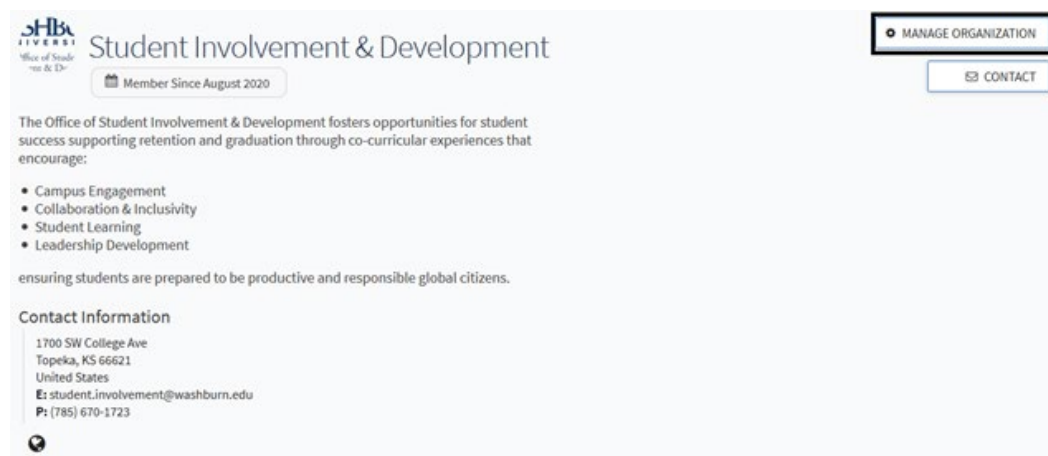 Student Involvement & Development
MANAGE ORGANIZATION
Member Since August 2020
CONTACT
The Office of Student Involvement & Development fosters opportunities for student
success supporting retention and graduation through co-curricular experiences that
encourage:
• Campus Engagement
• Collaboration & Inclusivity
• Student Learning
• Leadership Development
ensuring students are prepared to be productive and responsible global citizens.
Contact Information
1700 SW College Ave
Topeka, KS 66621
United States
E: student.involvement@washburn.edu
P: (785) 670-1723